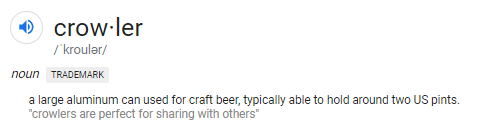 crow·ler
/ˈkroulər/
noun TRADEMARK
a large aluminum can used for craft beer, typically able to hold around two US pints.
"crowlers are perfect for sharing with others"